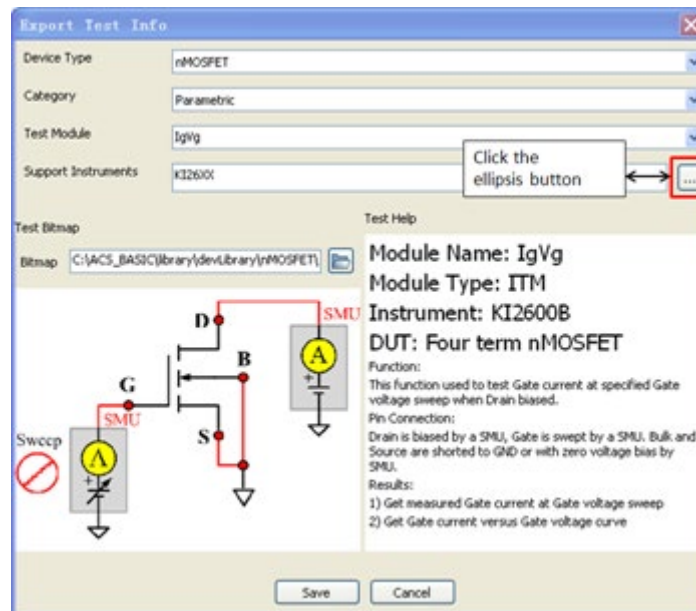 Export Test Info
Device Type
nMOSFET
Category
Parametric
Test Module
IgVg
Support Instruments
KI26XX
Click the
ellipsis button
...
Test Bitmap
Bitmap
C:\ACS_BASIC\library\devLibrary\nMOSFET\
D
SMU
A
B
G
SMU
S
Sweep
A
Test Help
Module Name: IgVg
Module Type: ITM
Instrument: KI2600B
DUT: Four term nMOSFET
Function:
This function used to test Gate current at specified Gate
voltage sweep when Drain biased.
Pin Connection:
Drain is biased by a SMU, Gate is swept by a SMU. Bulk and
Source are shorted to GND or with zero voltage bias by
SMU.
Results:
1) Get measured Gate current at Gate voltage sweep
2) Get Gate current versus Gate voltage curve
Save
Cancel